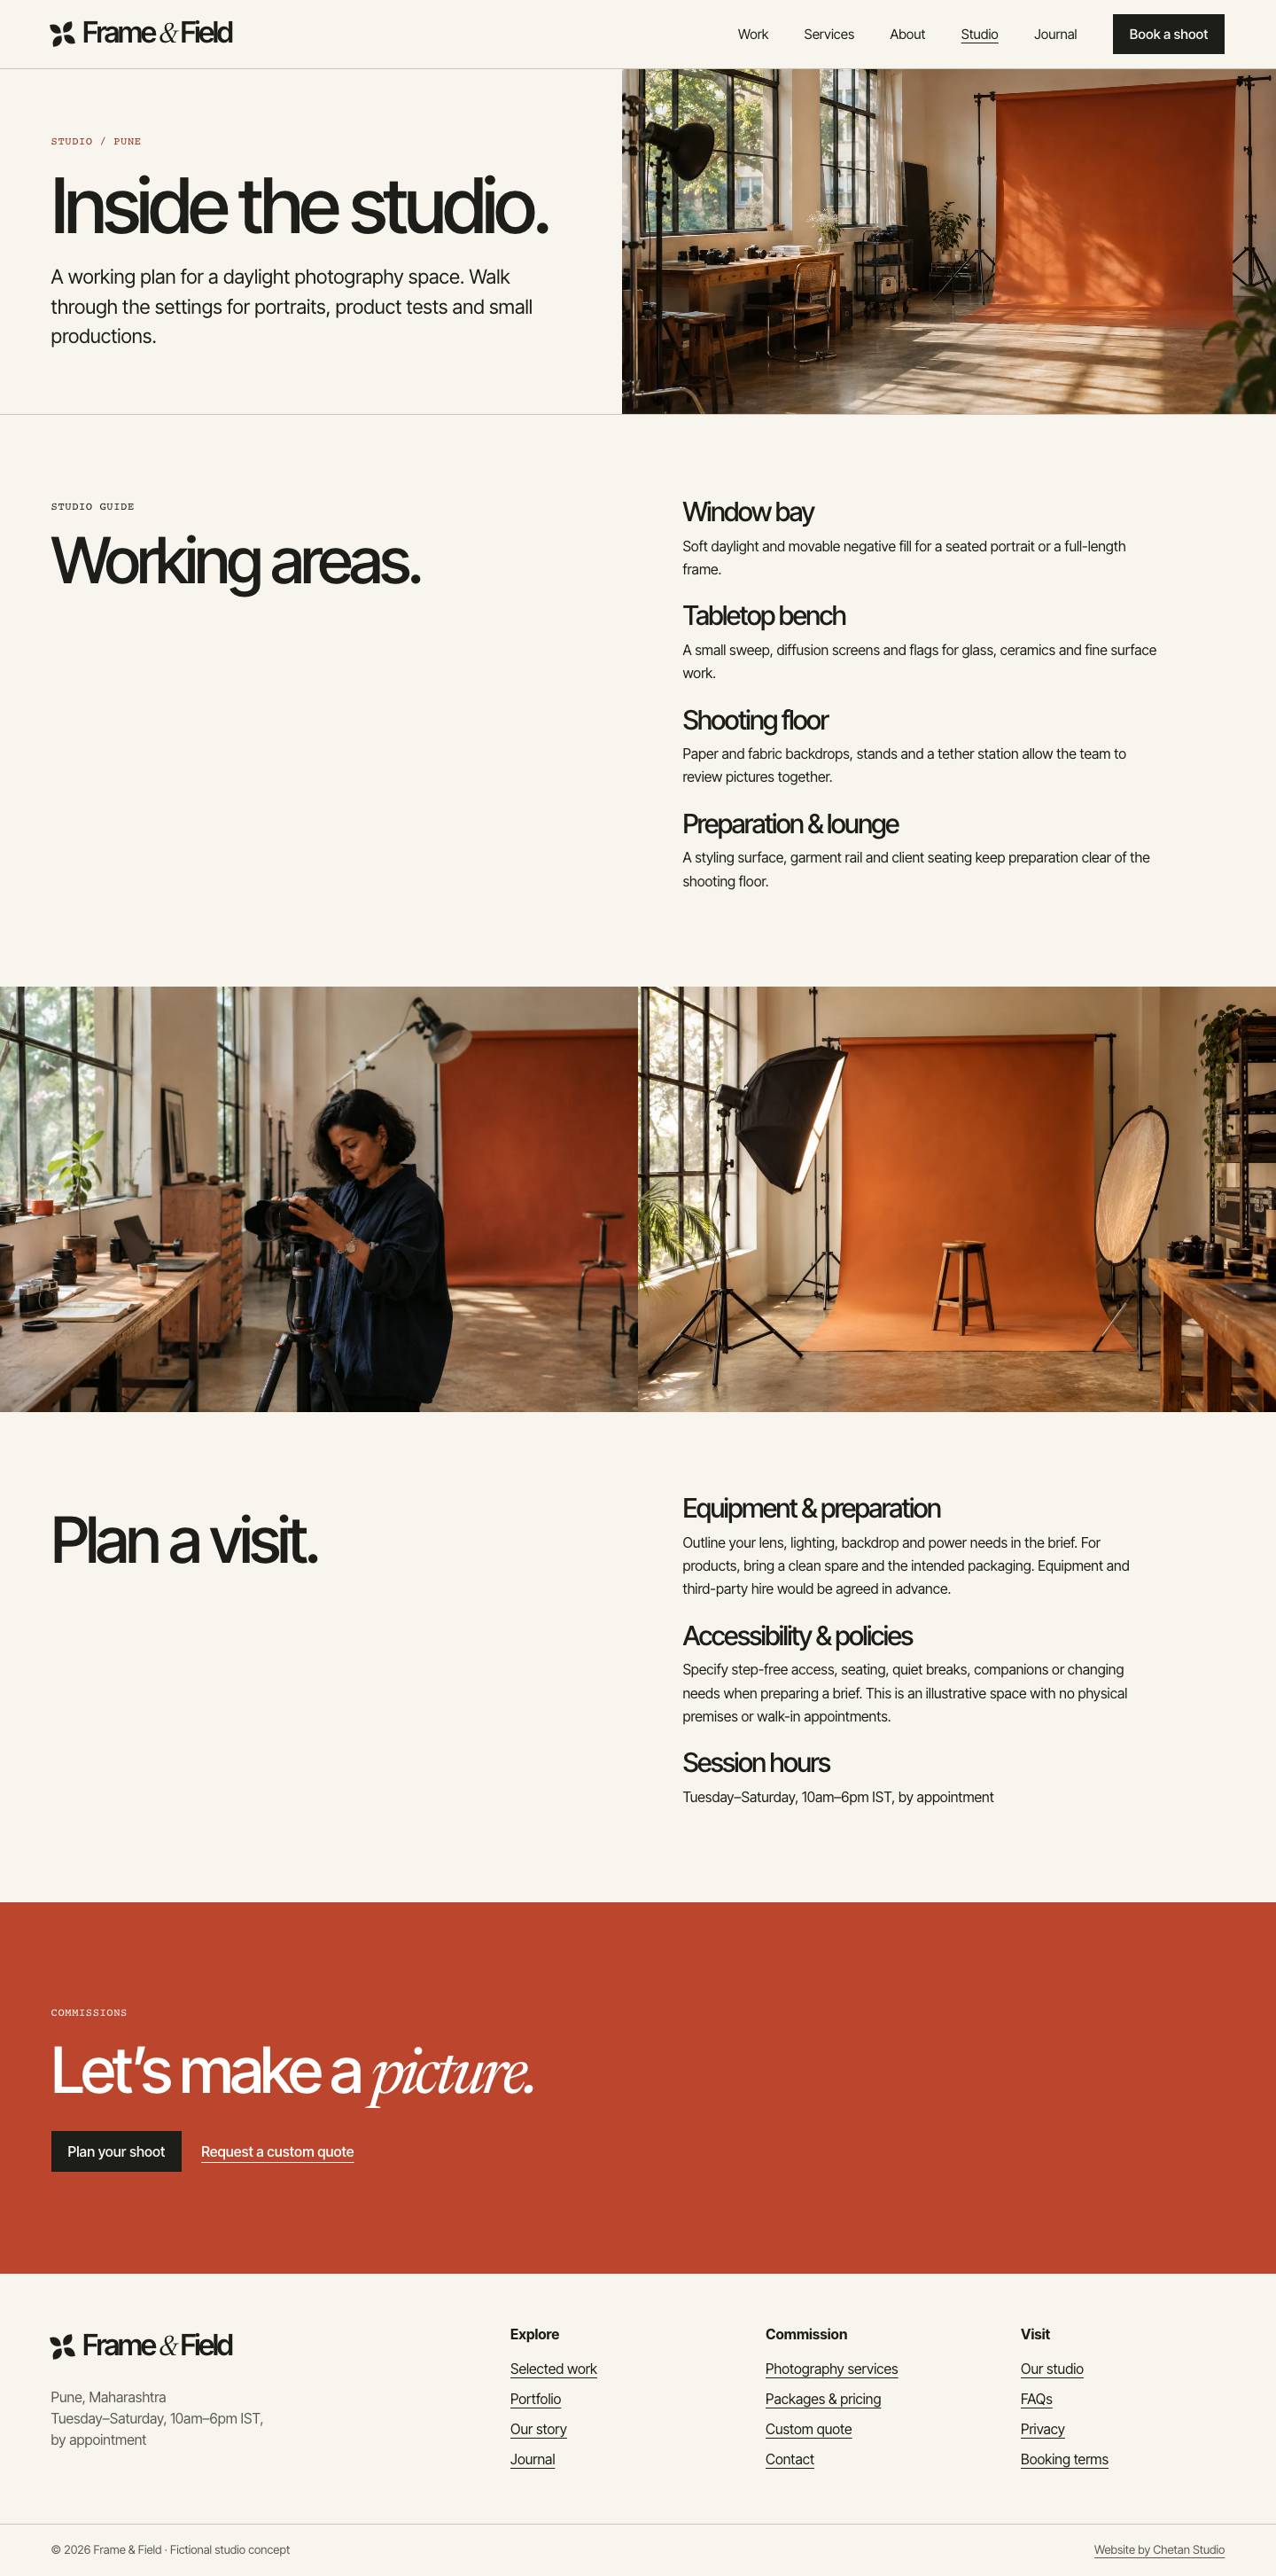 Frame & Field
Work
Services
About
Studio
Journal
Book a shoot
STUDIO / PUNE
Inside the studio.
A working plan for a daylight photography space. Walk
through the settings for portraits, product tests and small
productions.
STUDIO GUIDE
Working areas.
Window bay
Soft daylight and movable negative fill for a seated portrait or a full-length
frame.
Tabletop bench
A small sweep, diffusion screens and flags for glass, ceramics and fine surface
work.
Shooting floor
Paper and fabric backdrops, stands and a tether station allow the team to
review pictures together.
Preparation & lounge
A styling surface, garment rail and client seating keep preparation clear of the
shooting floor.
Plan a visit.
Equipment & preparation
Outline your lens, lighting, backdrop and power needs in the brief. For
products, bring a clean spare and the intended packaging. Equipment and
third-party hire would be agreed in advance.
Accessibility & policies
Specify step-free access, seating, quiet breaks, companions or changing
needs when preparing a brief. This is an illustrative space with no physical
premises or walk-in appointments.
Session hours
Tuesday–Saturday, 10am–6pm IST, by appointment
COMMISSIONS
Let’s make a picture.
Plan your shoot
Request a custom quote
Frame & Field
Pune, Maharashtra
Tuesday–Saturday, 10am–6pm IST,
by appointment
Explore
Selected work
Portfolio
Our story
Journal
Commission
Photography services
Packages & pricing
Custom quote
Contact
Visit
Our studio
FAQs
Privacy
Booking terms
© 2026 Frame & Field · Fictional studio concept
Website by Chetan Studio